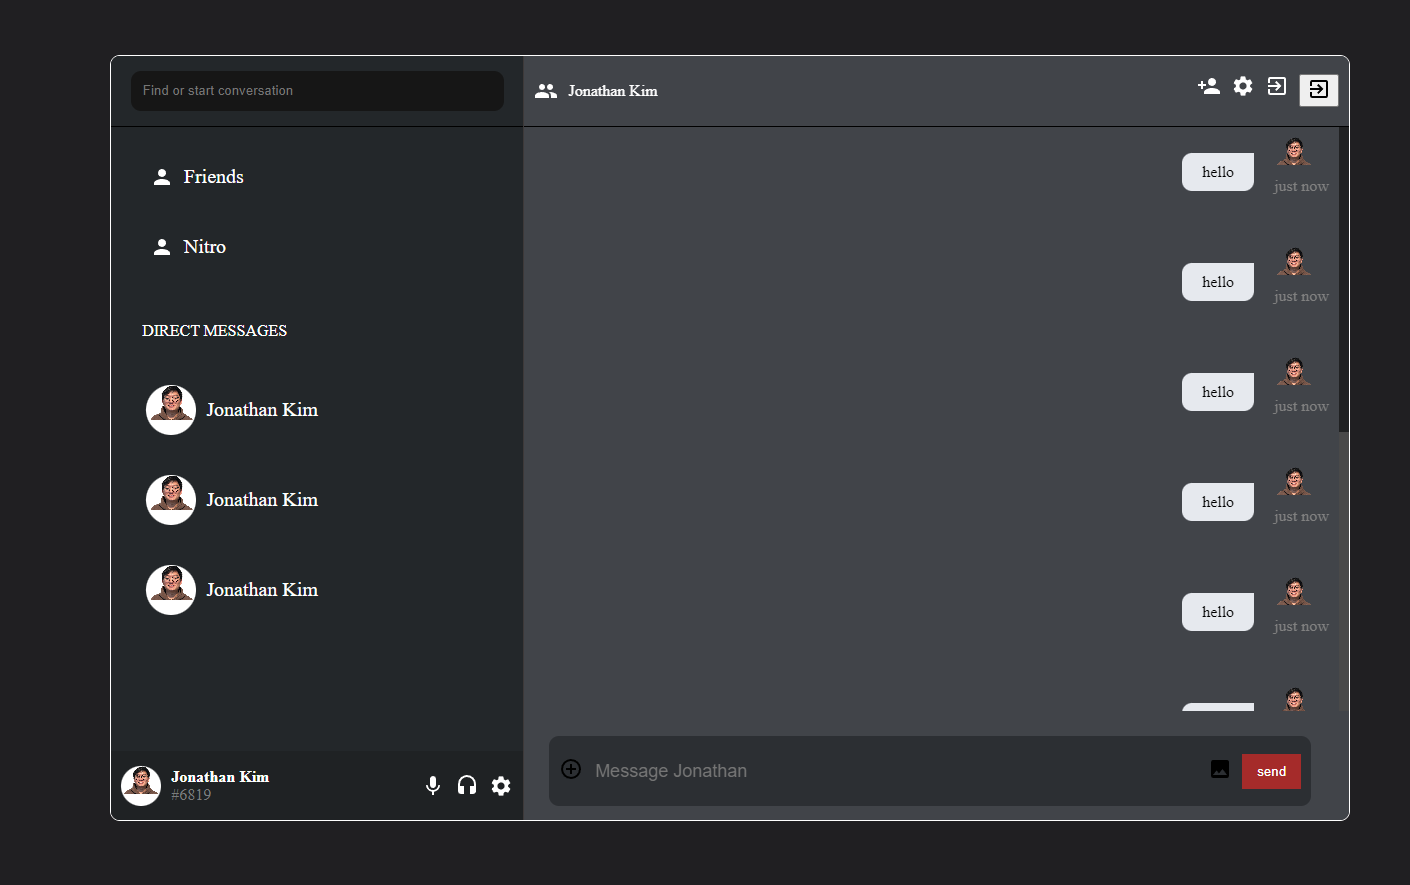 Find or start conversation
Jonathan Kim
Friends
Nitro
DIRECT MESSAGES
Jonathan Kim
Jonathan Kim
Jonathan Kim
Jonathan Kim
#6819
hello
just now
hello
just now
hello
just now
hello
just now
hello
just now
Message Jonathan
send